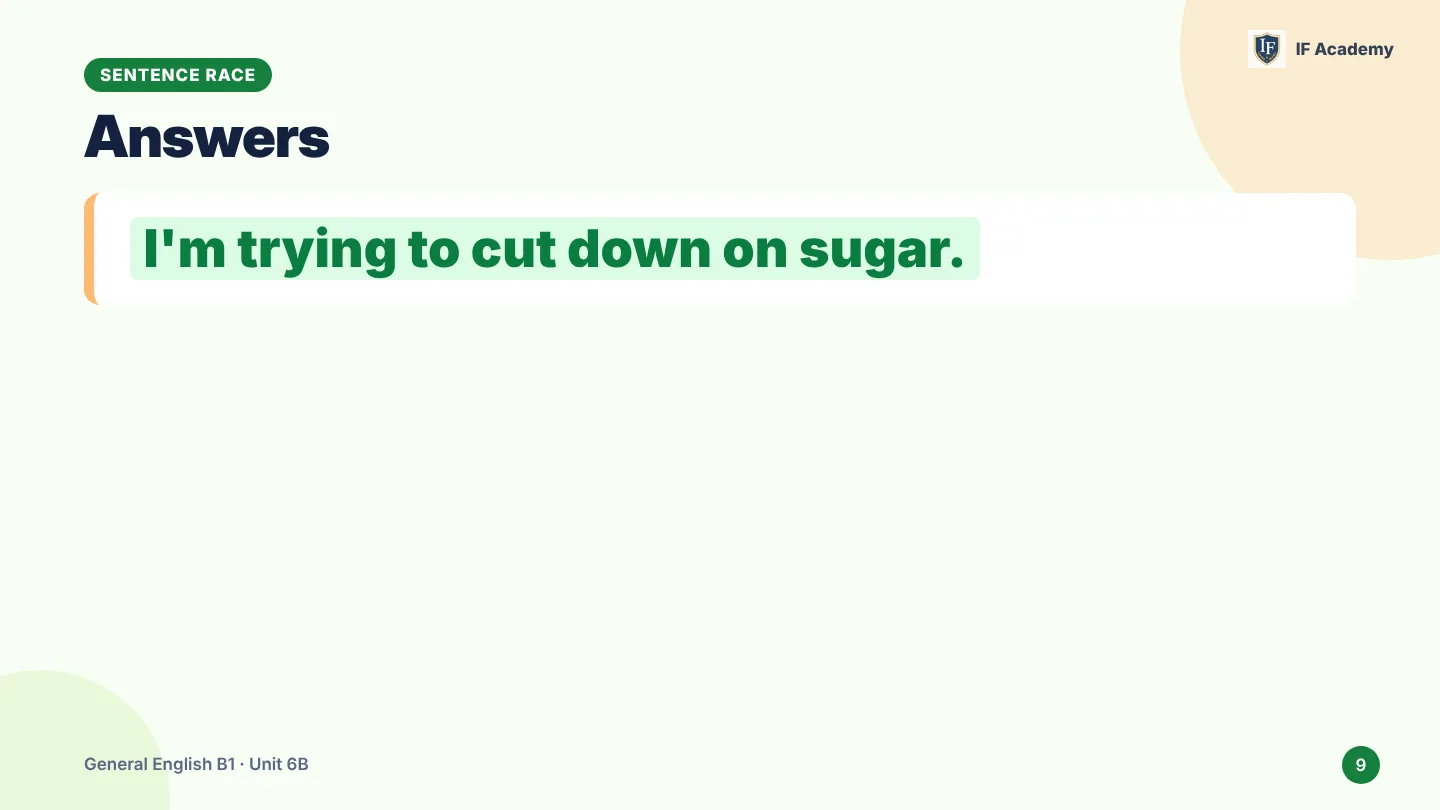 SENTENCE RACE
IF Academy
Answers
I'm trying to cut down on sugar.
General English B1 · Unit 6B
9